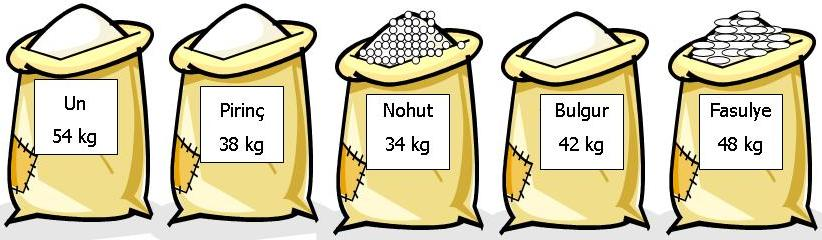 Un
54 kg
Pirinç
38 kg
Nohut
34 kg
Bulgur
42 kg
Fasulye
48 kg